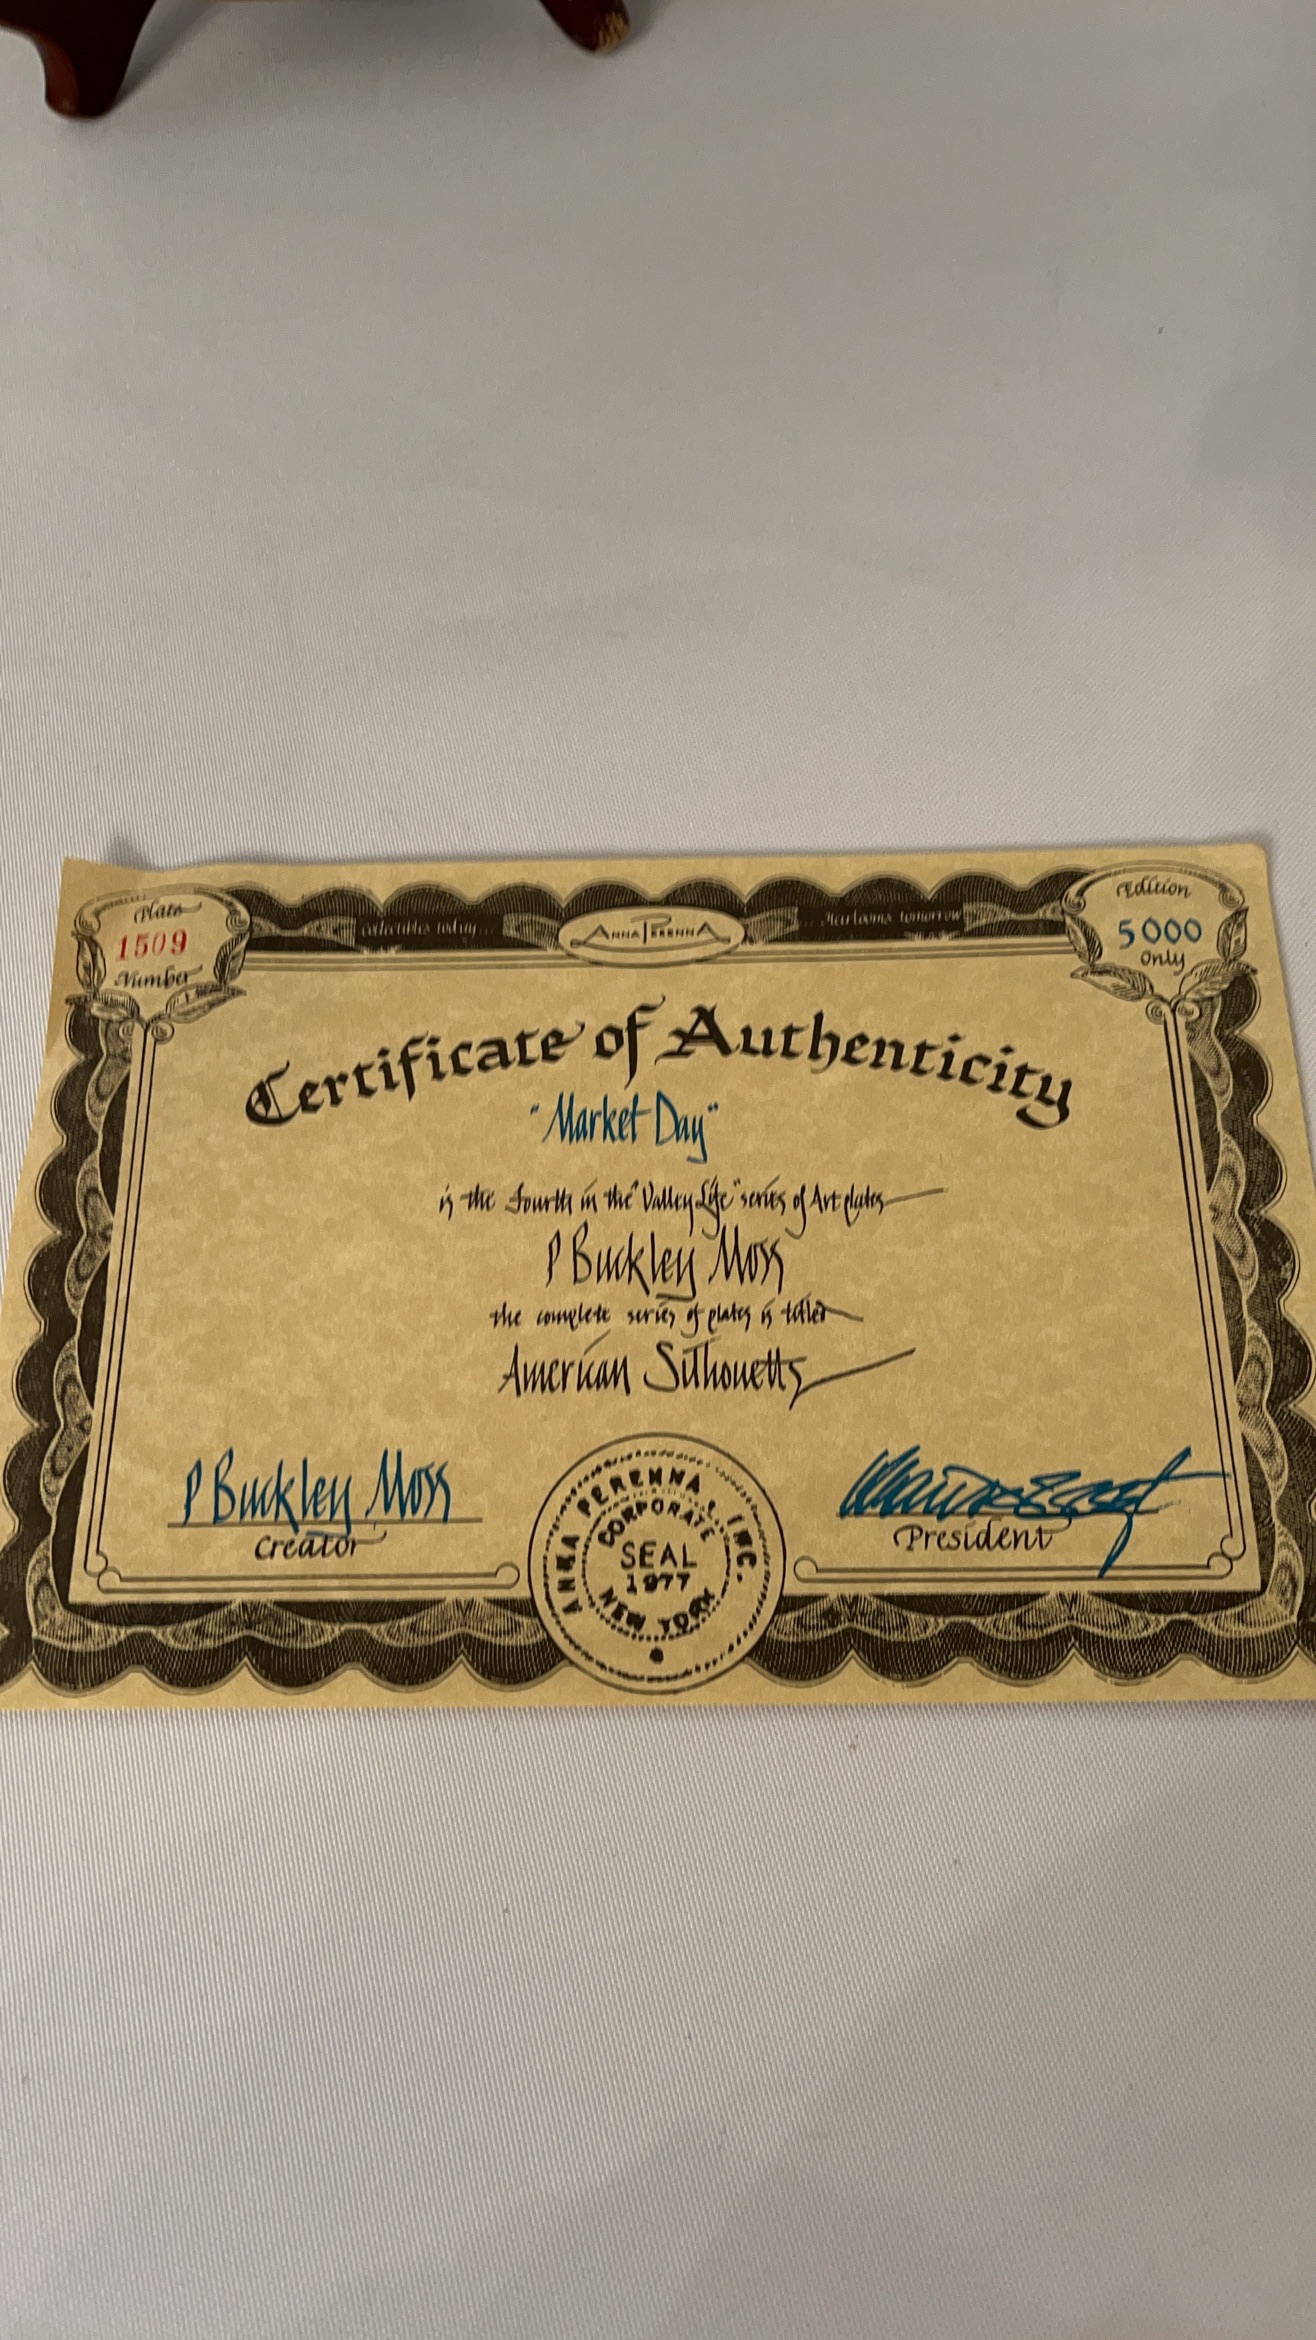 Plate
1509
Number
Collectibles today...
ANNA PERENNA
...Heirlooms tomorrow
Edition
5000
Only
Certificate of Authenticity
"Market Day"
is the Fourth in the "Valley Life" series of Art plates
P Buckley Moss
the complete series of plates is titled
American Silhouettes
P Buckley Moss
Creator
President
ANNA PERENNA, INC.
CORPORATE
SEAL
1977
NEW YORK